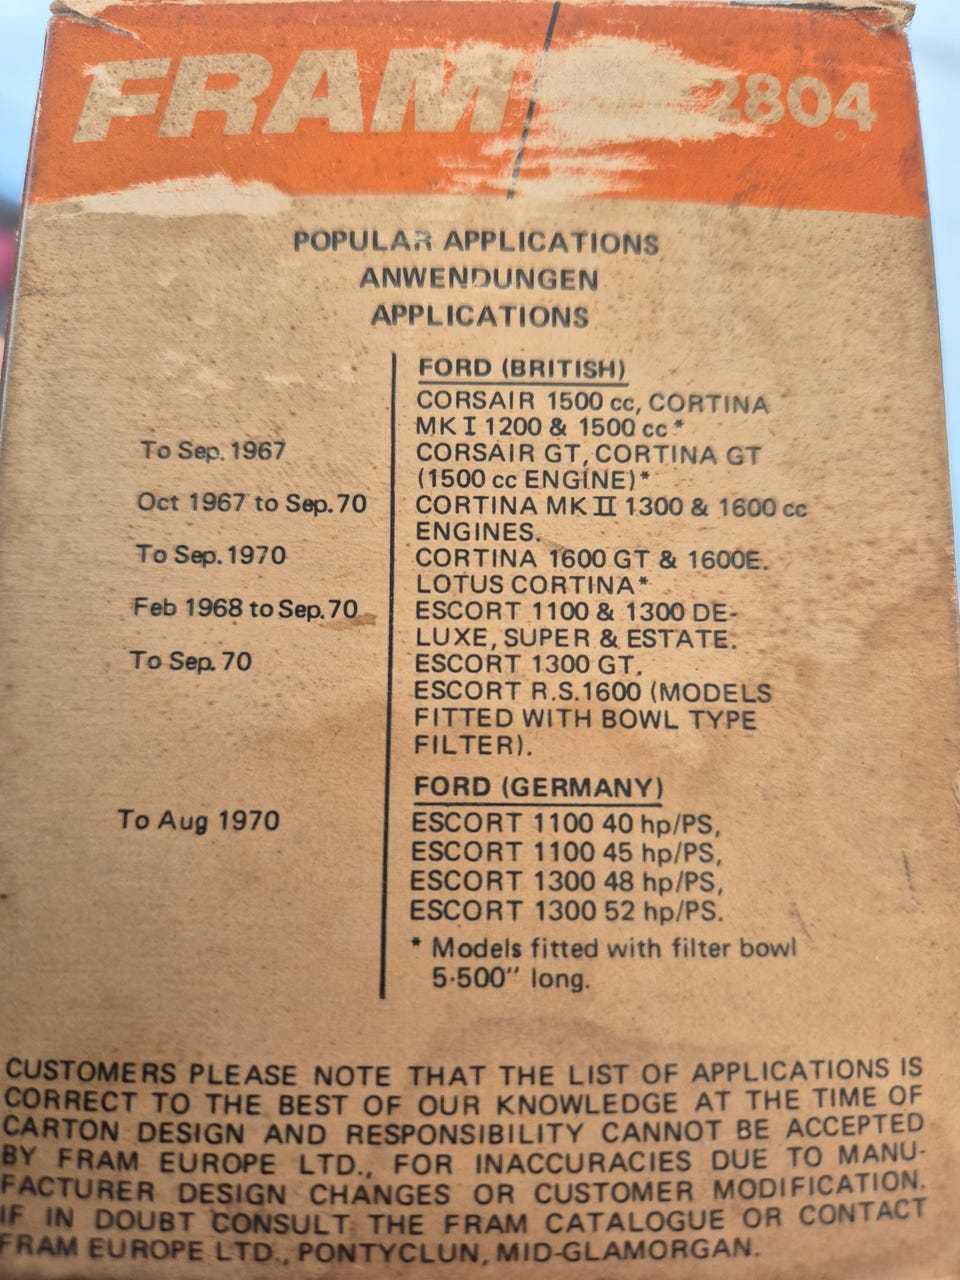 FRAM 2804
POPULAR APPLICATIONS
ANWENDUNGEN
APPLICATIONS
FORD (BRITISH)
CORSAIR 1500 cc, CORTINA
MK I 1200 & 1500 cc *
To Sep. 1967 CORSAIR GT, CORTINA GT
(1500 cc ENGINE)*
Oct 1967 to Sep. 70 CORTINA MK II 1300 & 1600 cc
ENGINES.
To Sep. 1970 CORTINA 1600 GT & 1600E.
LOTUS CORTINA*
Feb 1968 to Sep. 70 ESCORT 1100 & 1300 DE-
LUXE, SUPER & ESTATE.
To Sep. 70 ESCORT 1300 GT.
ESCORT R.S.1600 (MODELS
FITTED WITH BOWL TYPE
FILTER).
FORD (GERMANY)
To Aug 1970 ESCORT 1100 40 hp/PS,
ESCORT 1100 45 hp/PS,
ESCORT 1300 48 hp/PS,
ESCORT 1300 52 hp/PS.
* Models fitted with filter bowl
5·500" long.
CUSTOMERS PLEASE NOTE THAT THE LIST OF APPLICATIONS IS
CORRECT TO THE BEST OF OUR KNOWLEDGE AT THE TIME OF
CARTON DESIGN AND RESPONSIBILITY CANNOT BE ACCEPTED
BY FRAM EUROPE LTD., FOR INACCURACIES DUE TO MANU-
FACTURER DESIGN CHANGES OR CUSTOMER MODIFICATION.
IF IN DOUBT CONSULT THE FRAM CATALOGUE OR CONTACT
FRAM EUROPE LTD., PONTYCLUN, MID-GLAMORGAN.